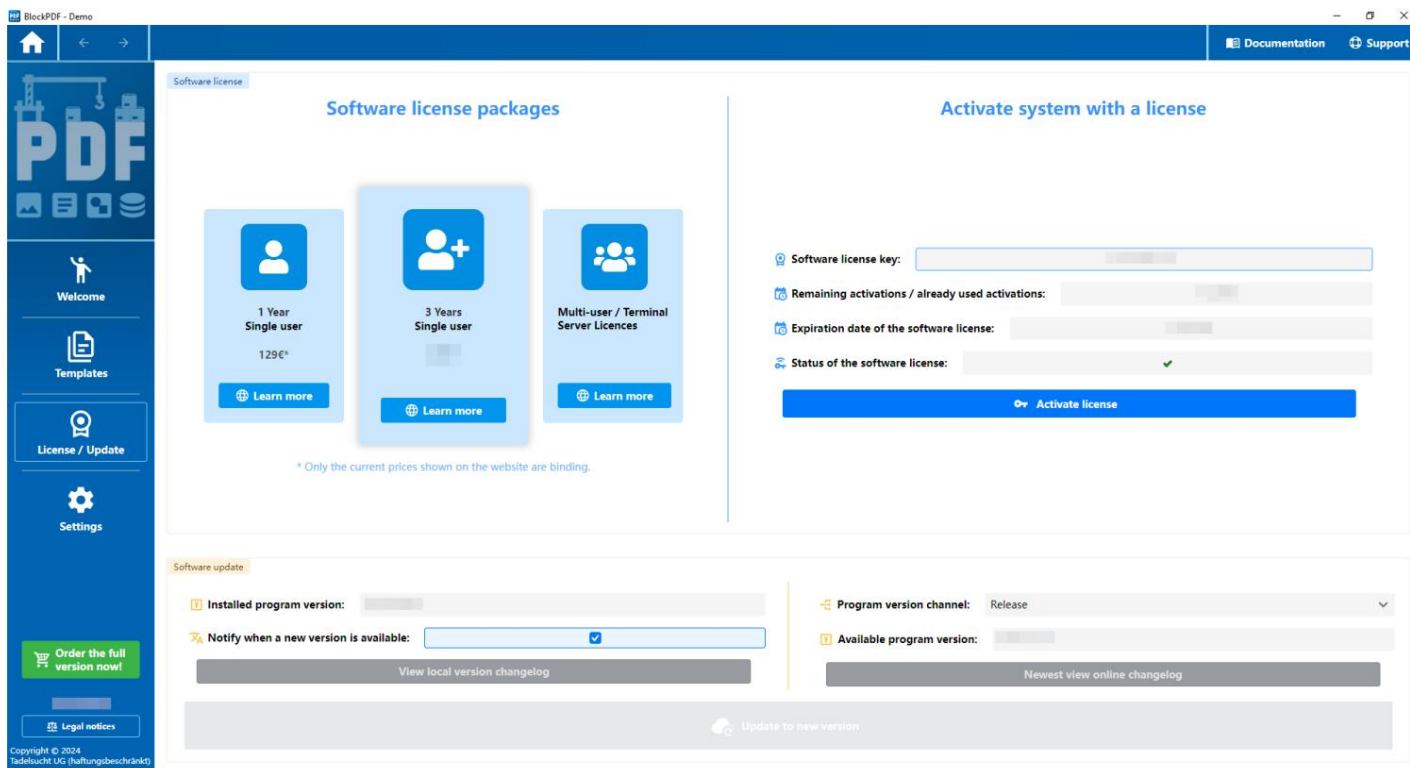 BlockPDF - Demo
Documentation
Support
PDF
Welcome
Templates
License / Update
Settings
Order the full
version now!
Legal notices
Copyright © 2024
Tadelsucht UG (haftungsbeschränkt)
Software license
Software license packages
1 Year
Single user
129€*
Learn more
3 Years
Single user
Learn more
Multi-user / Terminal
Server Licences
Learn more
* Only the current prices shown on the website are binding.
Activate system with a license
Software license key:
Remaining activations / already used activations:
Expiration date of the software license:
Status of the software license:
Activate license
Software update
Installed program version:
Notify when a new version is available:
View local version changelog
Program version channel: Release
Available program version:
Newest view online changelog
Update to new version